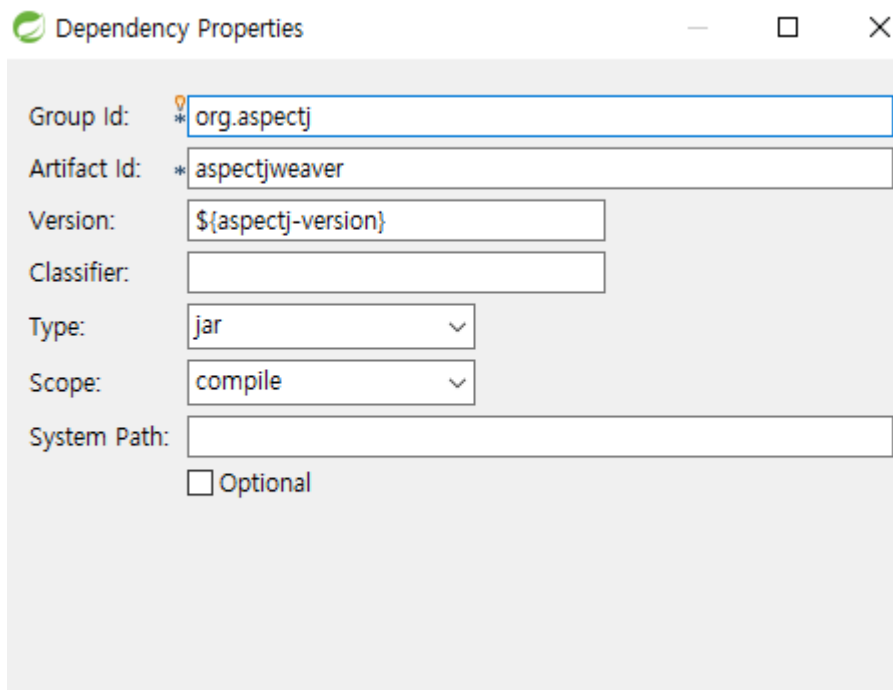 Dependency Properties
Group Id: * org.aspectj
Artifact Id: * aspectjweaver
Version: ${aspectj-version}
Classifier:
Type: jar
Scope: compile
System Path:
Optional